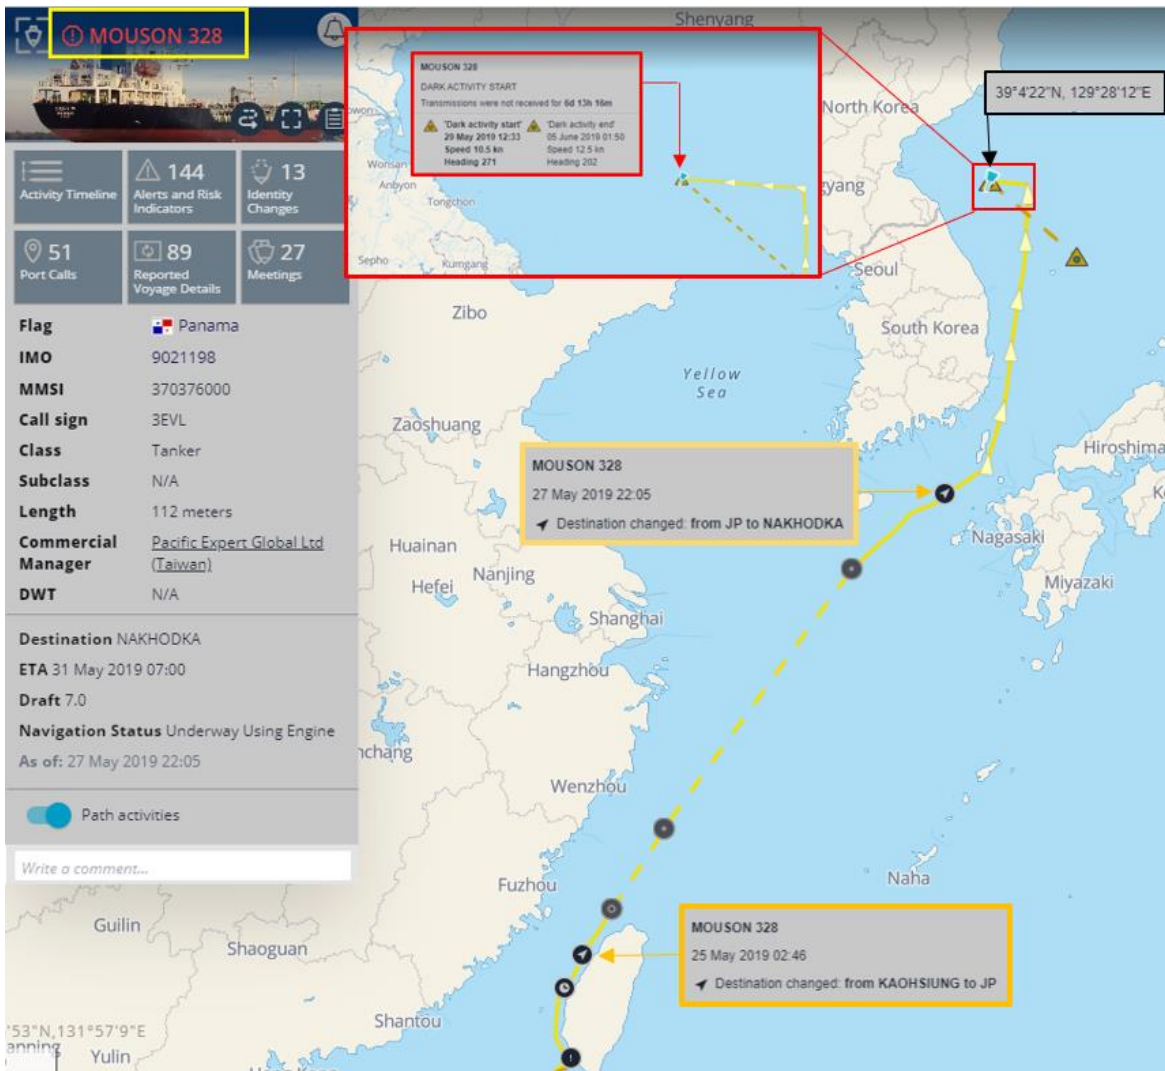 MOUSON 328
144
13
Activity Timeline
Alerts and Risk
Indicators
Identity
Changes
51
89
27
Port Calls
Reported
Voyage Details
Meetings
Flag Panama
IMO 9021198
MMSI 370376000
Call sign 3EVL
Class Tanker
Subclass N/A
Length 112 meters
Commercial Pacific Expert Global Ltd
Manager (Taiwan)
DWT N/A
Destination NAKHODKA
ETA 31 May 2019 07:00
Draft 7.0
Navigation Status Underway Using Engine
As of: 27 May 2019 22:05
Path activities
Write a comment...
MOUSON 328
DARK ACTIVITY START
Transmissions were not received for 6d 13h 16m
'Dark activity start' 'Dark activity end'
29 May 2019 12:33 05 June 2019 01:50
Speed 10.5 kn Speed 12.5 kn
Heading 271 Heading 202
Wonsan
Anbyon
Tongchon
Sepho
Kumgang
Shenyang
39°4'22"N, 129°28'12"E
North Korea
Seoul
South Korea
Zibo
Yellow
Sea
Zaoshuang
Hiroshima
MOUSON 328
27 May 2019 22:05
Destination changed: from JP to NAKHODKA
Nagasaki
Miyazaki
Huainan
Nanjing
Hefei
Shanghai
Hangzhou
Wenzhou
Naha
Fuzhou
MOUSON 328
25 May 2019 02:46
Destination changed: from KAOHSIUNG to JP
Guilin
Shaoguan
Shantou
'53"N,131°57'9"E
Yulin